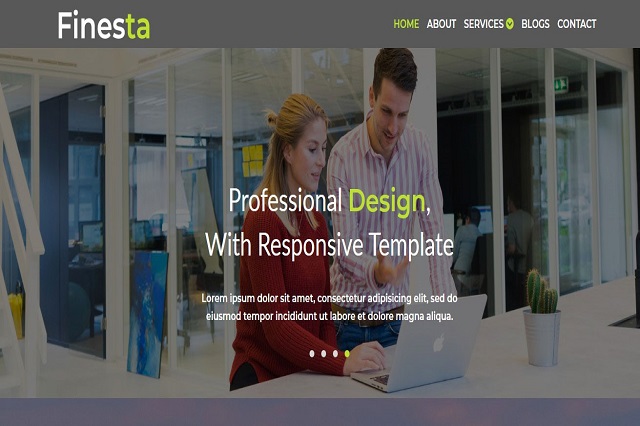 Finesta
HOME ABOUT SERVICES BLOGS CONTACT
Professional Design,
With Responsive Template
Lorem ipsum dolor sit amet, consectetur adipisicing elit, sed do
eiusmod tempor incididunt ut labore et dolore magna aliqua.